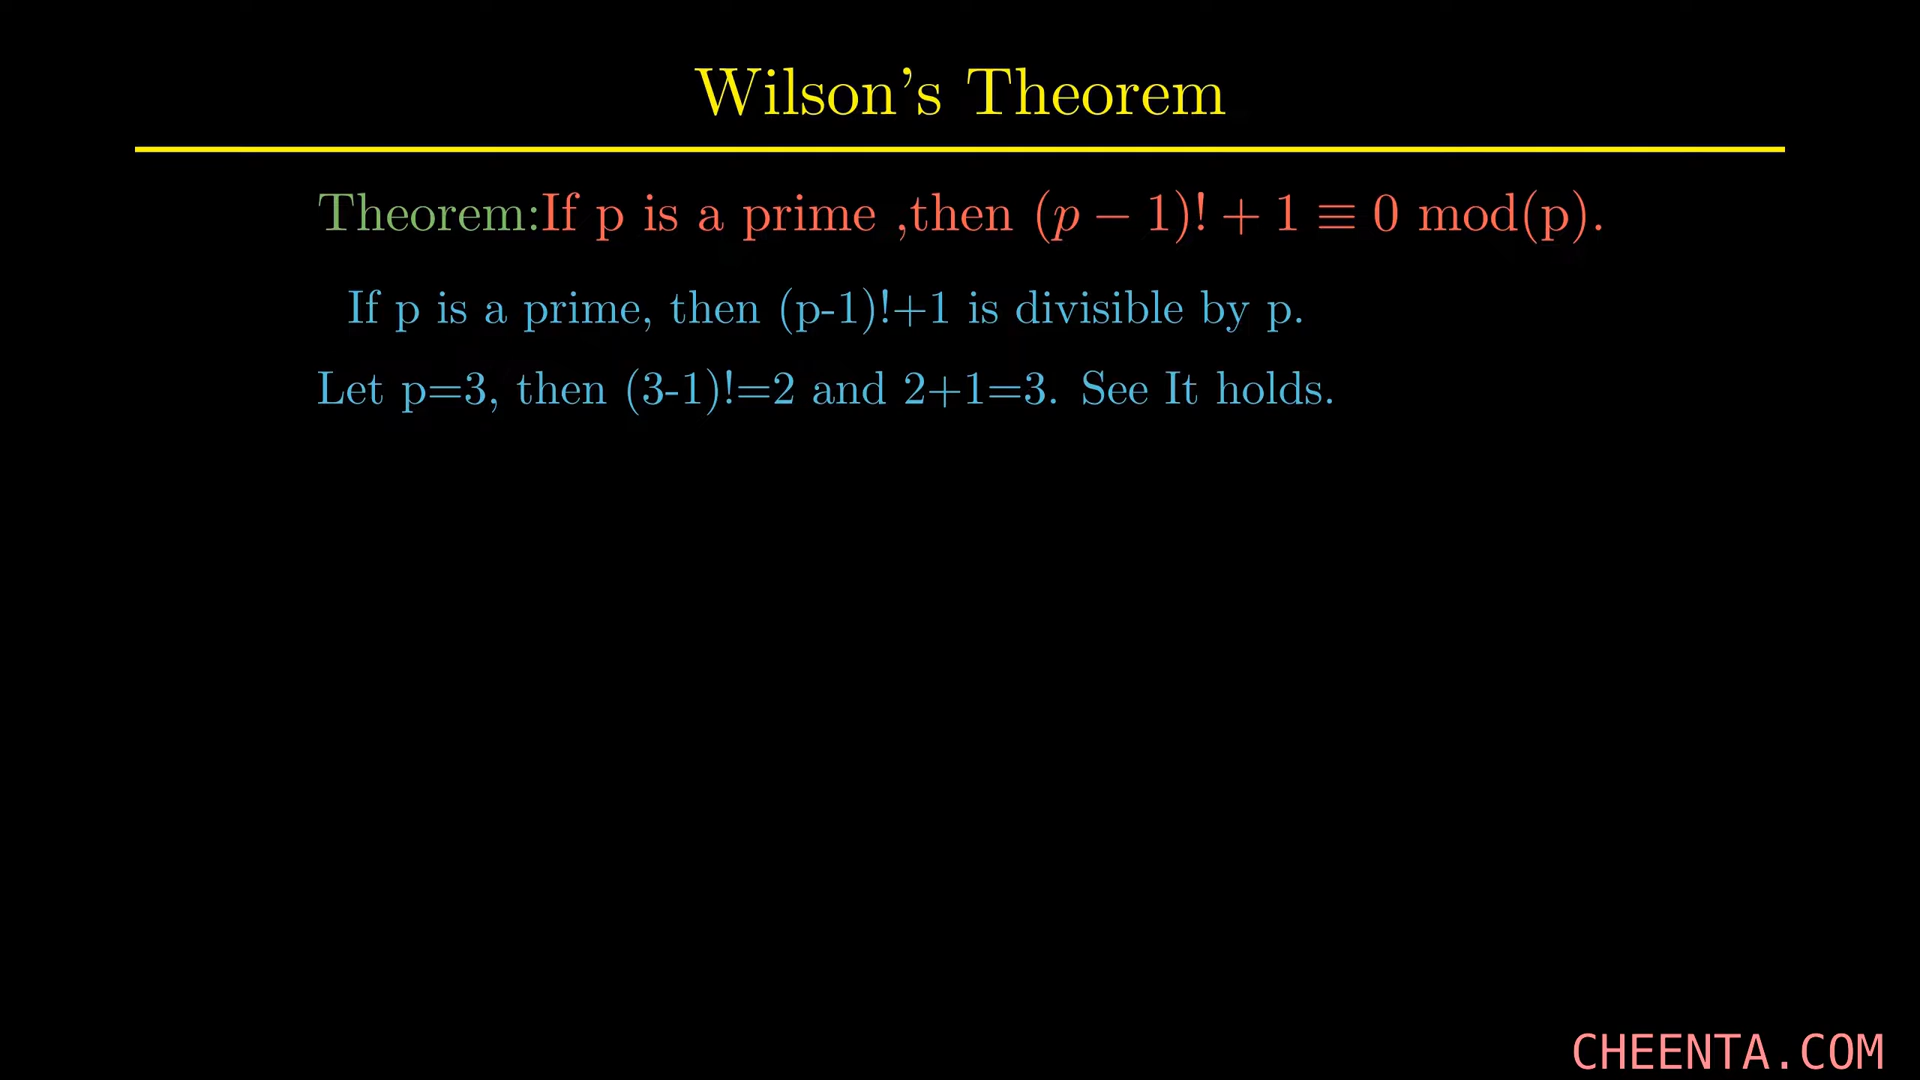 Wilson's Theorem
Theorem:If p is a prime ,then (p − 1)! + 1 ≡ 0 mod(p).
If p is a prime, then (p-1)!+1 is divisible by p.
Let p=3, then (3-1)!=2 and 2+1=3. See It holds.
CHEENTA.COM